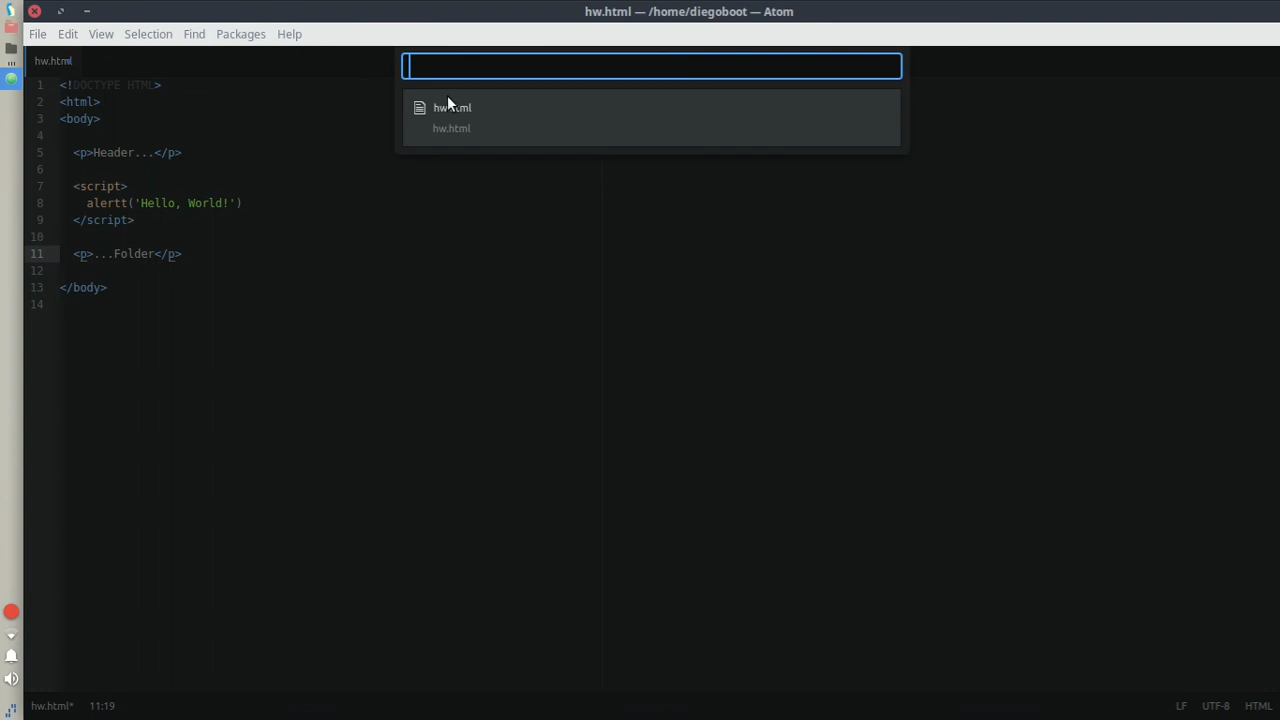 hw.html — /home/diegoboot — Atom
File Edit View Selection Find Packages Help
hw.html
hw.html
hw.html
1 <!DOCTYPE HTML>
2 <html>
3 <body>
4
5 <p>Header...</p>
6
7 <script>
8 alertt('Hello, World!')
9 </script>
10
11 <p>...Folder</p>
12
13 </body>
14
hw.html* 11:19 LF UTF-8 HTML